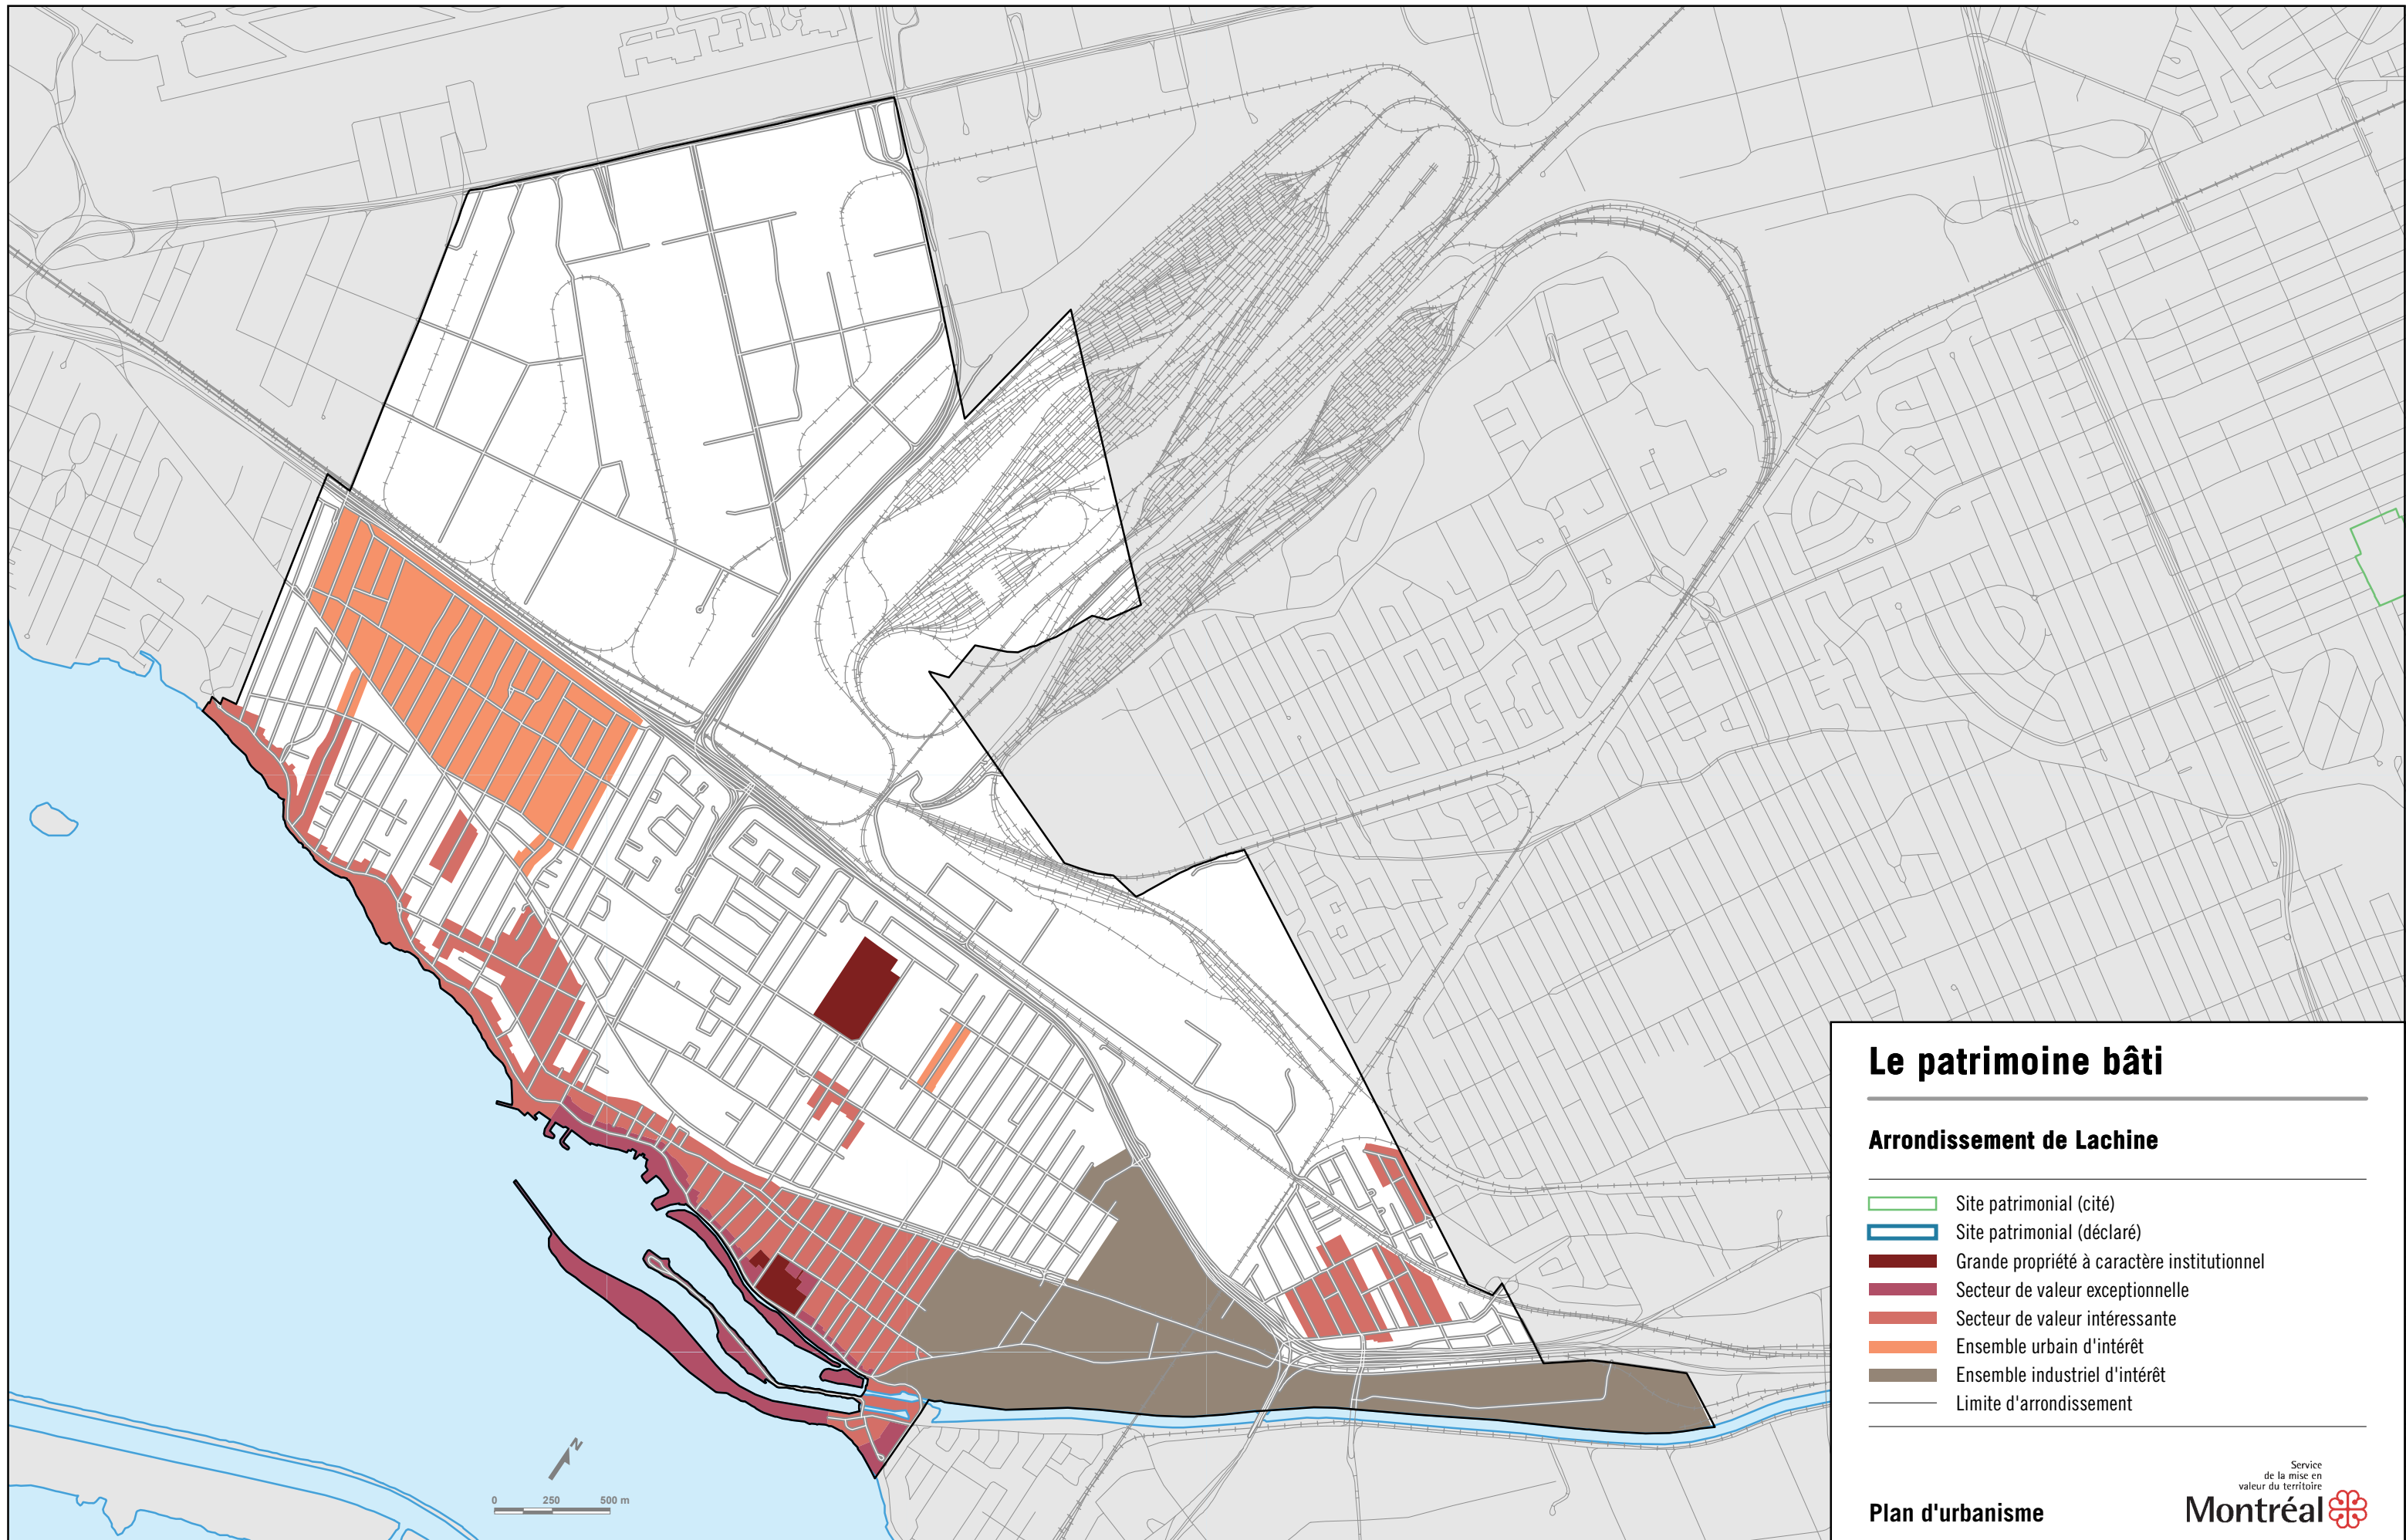 Le patrimoine bâti
Arrondissement de Lachine
Site patrimonial (cité)
Site patrimonial (déclaré)
Grande propriété à caractère institutionnel
Secteur de valeur exceptionnelle
Secteur de valeur intéressante
Ensemble urbain d'intérêt
Ensemble industriel d'intérêt
Limite d'arrondissement
N
0 250 500 m
Plan d'urbanisme
Service
de la mise en
valeur du territoire
Montréal